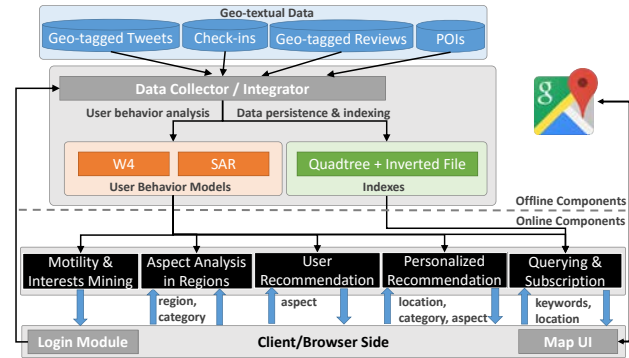 Geo-textual Data
Geo-tagged Tweets
Check-ins
Geo-tagged Reviews
POIs
Data Collector / Integrator
User behavior analysis
Data persistence & indexing
g
W4
SAR
Quadtree + Inverted File
User Behavior Models
Indexes
Offline Components
Online Components
Motility &
Interests Mining
Aspect Analysis
in Regions
User
Recommendation
Personalized
Recommendation
Querying &
Subscription
region,
category
aspect
location,
category, aspect
keywords,
location
Login Module
Client/Browser Side
Map UI